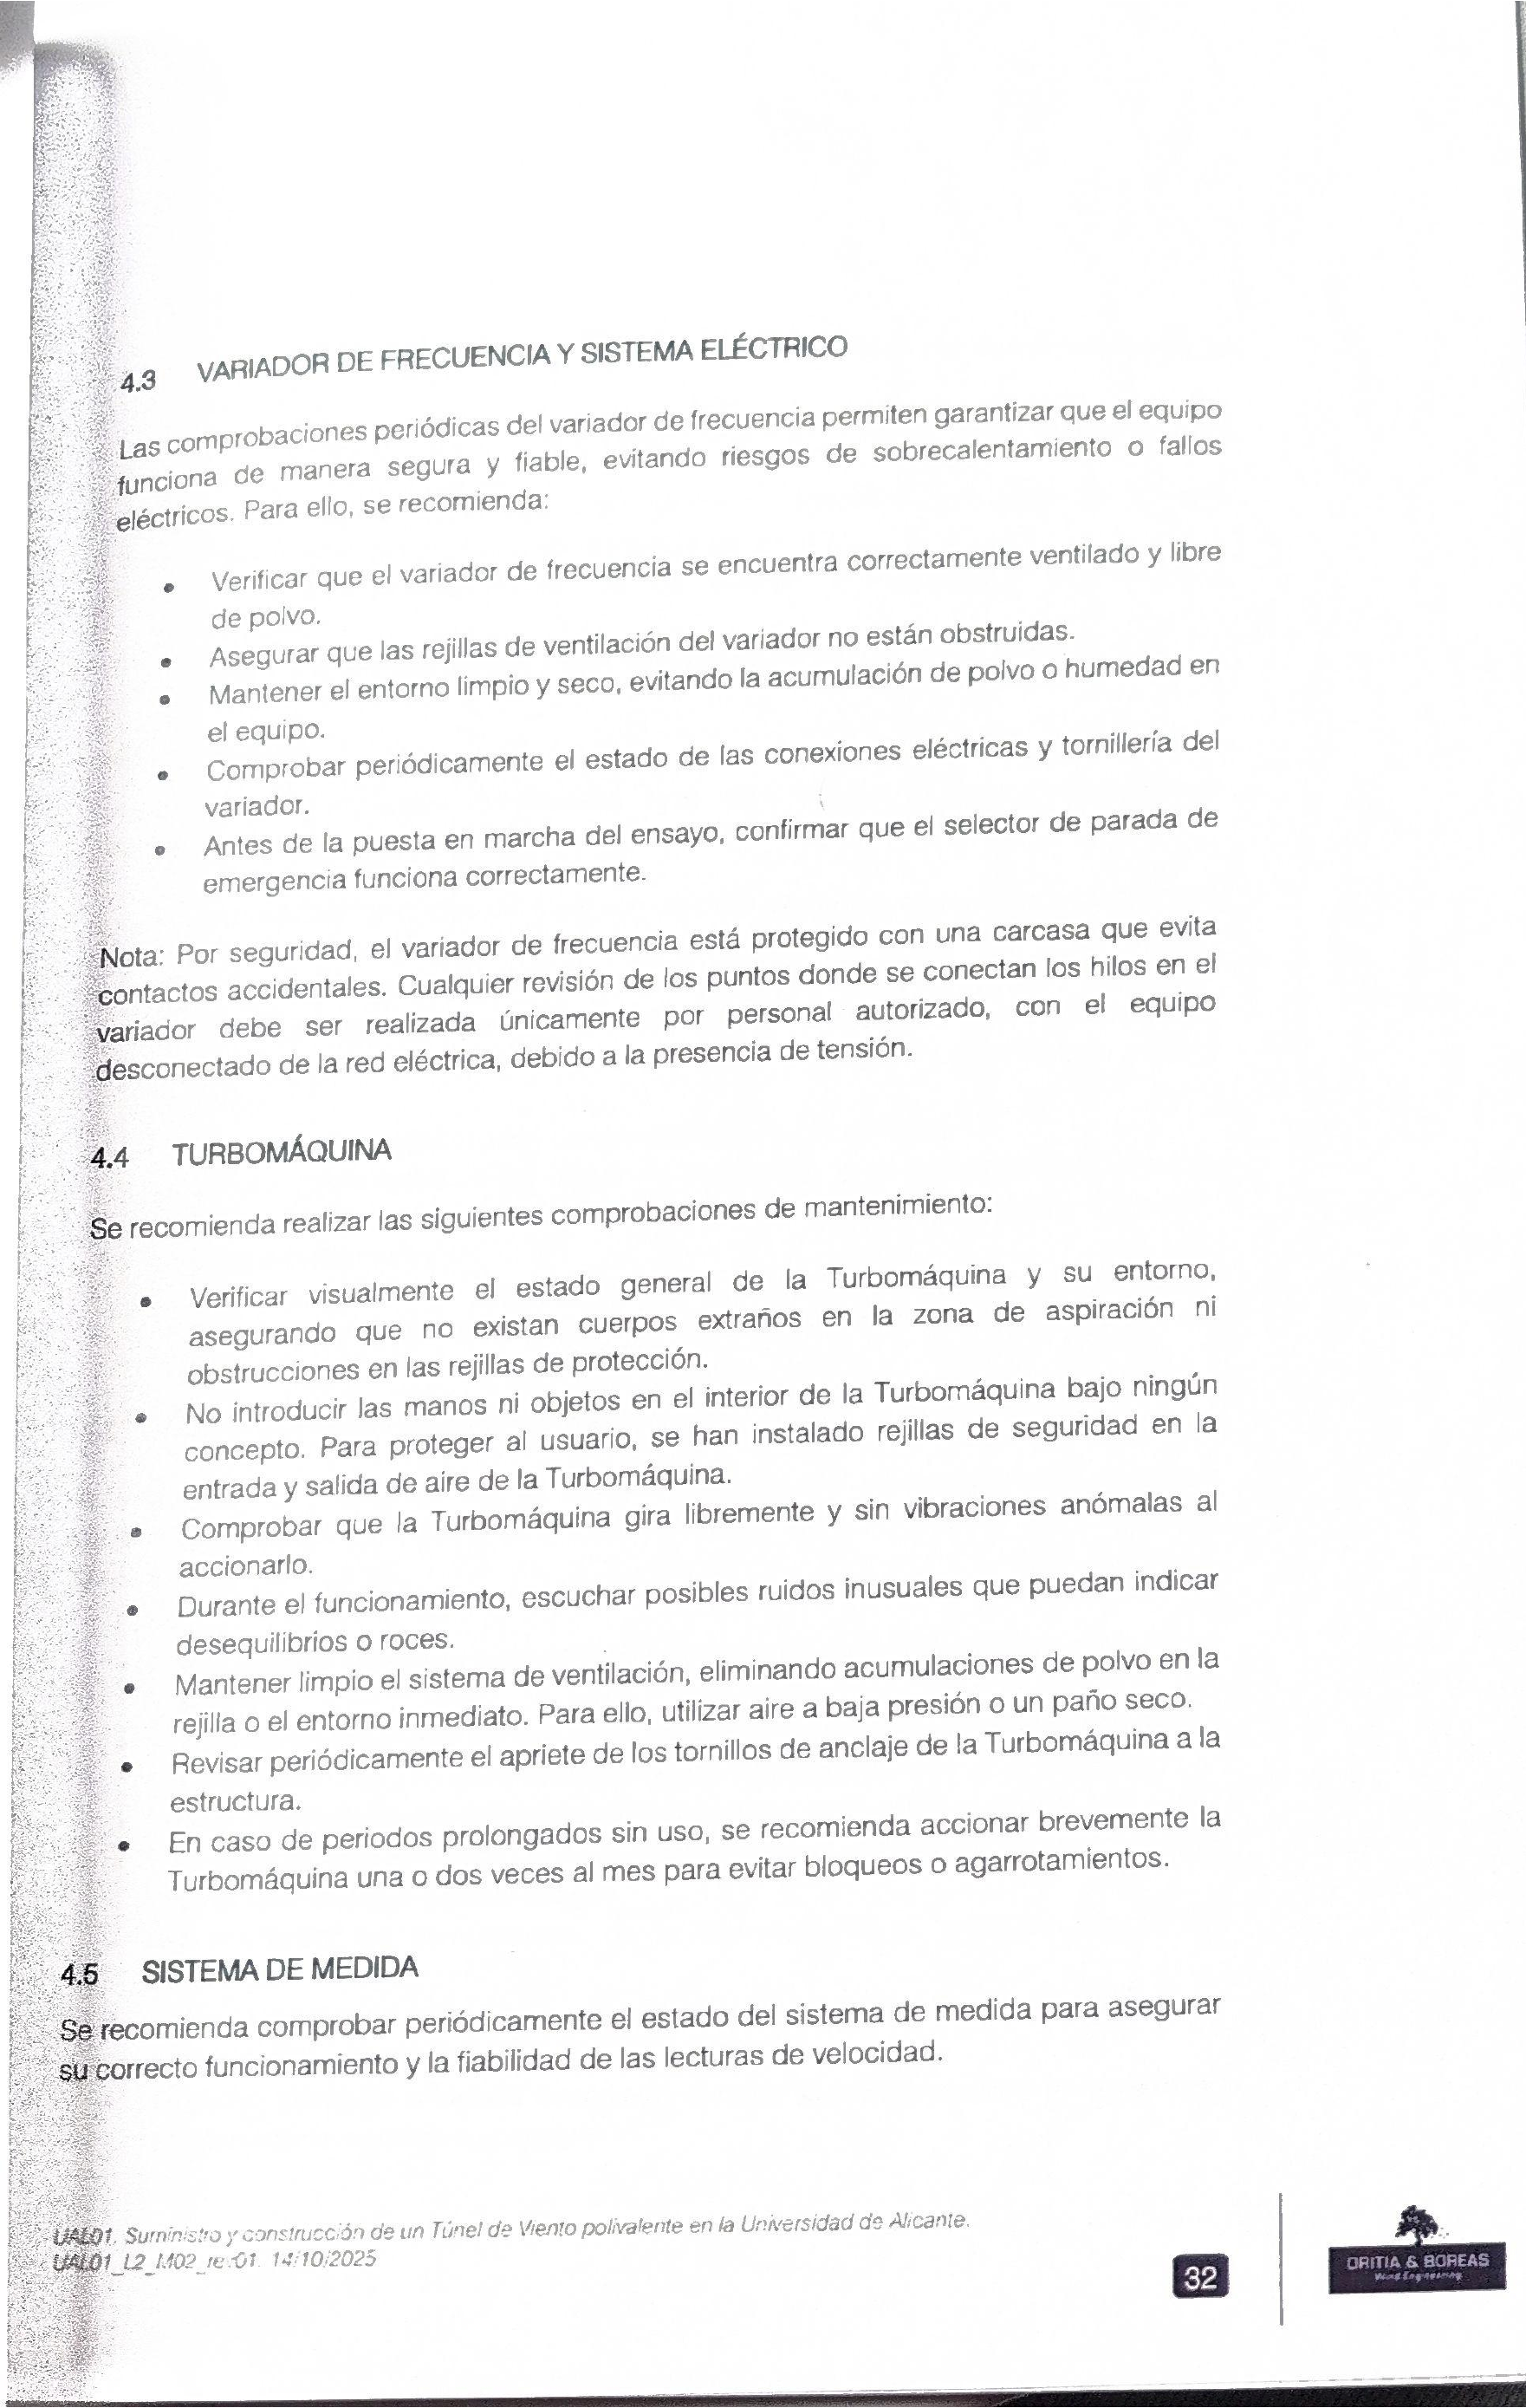 4.3 VARIADOR DE FRECUENCIA Y SISTEMA ELÉCTRICO
Las comprobaciones periódicas del variador de frecuencia permiten garantizar que el equipo
funciona de manera segura y fiable, evitando riesgos de sobrecalentamiento o fallos
eléctricos. Para ello, se recomienda:
• Verificar que el variador de frecuencia se encuentra correctamente ventilado y libre
de polvo.
• Asegurar que las rejillas de ventilación del variador no están obstruidas.
• Mantener el entorno limpio y seco, evitando la acumulación de polvo o humedad en
el equipo.
• Comprobar periódicamente el estado de las conexiones eléctricas y tornillería del
variador.
• Antes de la puesta en marcha del ensayo, confirmar que el selector de parada de
emergencia funciona correctamente.
Nota: Por seguridad, el variador de frecuencia está protegido con una carcasa que evita
contactos accidentales. Cualquier revisión de los puntos donde se conectan los hilos en el
variador debe ser realizada únicamente por personal autorizado, con el equipo
desconectado de la red eléctrica, debido a la presencia de tensión.
4.4 TURBOMÁQUINA
Se recomienda realizar las siguientes comprobaciones de mantenimiento:
• Verificar visualmente el estado general de la Turbomáquina y su entorno,
asegurando que no existan cuerpos extraños en la zona de aspiración ni
obstrucciones en las rejillas de protección.
• No introducir las manos ni objetos en el interior de la Turbomáquina bajo ningún
concepto. Para proteger al usuario, se han instalado rejillas de seguridad en la
entrada y salida de aire de la Turbomáquina.
• Comprobar que la Turbomáquina gira libremente y sin vibraciones anómalas al
accionarlo.
• Durante el funcionamiento, escuchar posibles ruidos inusuales que puedan indicar
desequilibrios o roces.
• Mantener limpio el sistema de ventilación, eliminando acumulaciones de polvo en la
rejilla o el entorno inmediato. Para ello, utilizar aire a baja presión o un paño seco.
• Revisar periódicamente el apriete de los tornillos de anclaje de la Turbomáquina a la
estructura.
• En caso de periodos prolongados sin uso, se recomienda accionar brevemente la
Turbomáquina una o dos veces al mes para evitar bloqueos o agarrotamientos.
4.5 SISTEMA DE MEDIDA
Se recomienda comprobar periódicamente el estado del sistema de medida para asegurar
su correcto funcionamiento y la fiabilidad de las lecturas de velocidad.
UAL01. Suministro y construcción de un Túnel de Viento polivalente en la Universidad de Alicante.
UAL01_L2_M02_re:01. 14/10/2025
32
ORITIA & BOREAS
Wind Engineering